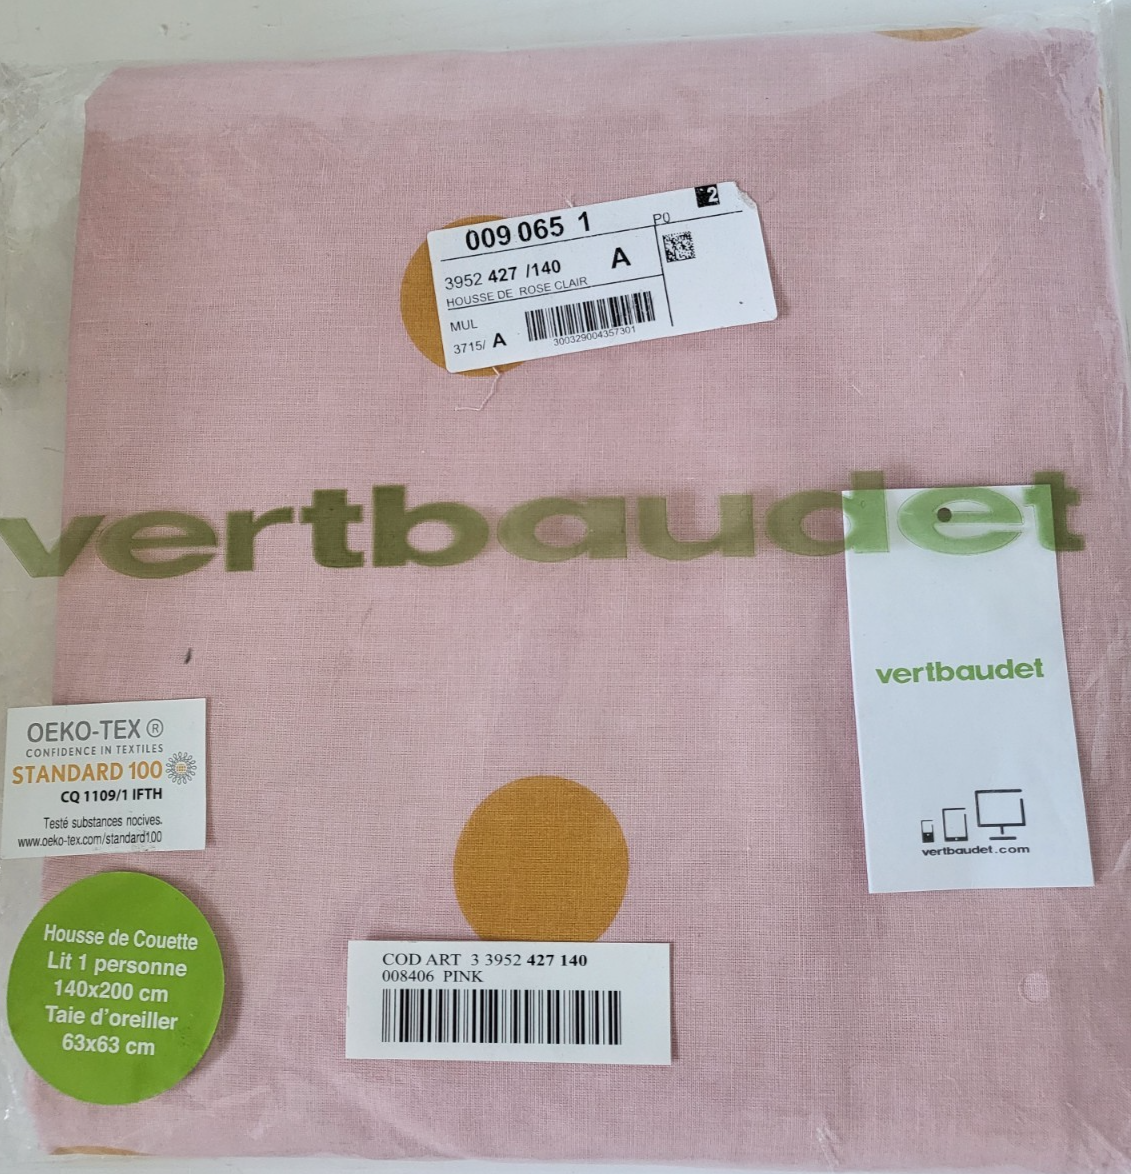 2
009 065 1
P0
3952 427 /140
A
HOUSSE DE ROSE CLAIR
MUL
3715/ A
300329004357301
vertbaudet
vertbaudet
vertbaudet.com
OEKO-TEX ®
CONFIDENCE IN TEXTILES
STANDARD 100
CQ 1109/1 IFTH
Testé substances nocives.
www.oeko-tex.com/standard100
Housse de Couette
Lit 1 personne
140x200 cm
Taie d'oreiller
63x63 cm
COD ART 3 3952 427 140
008406 PINK